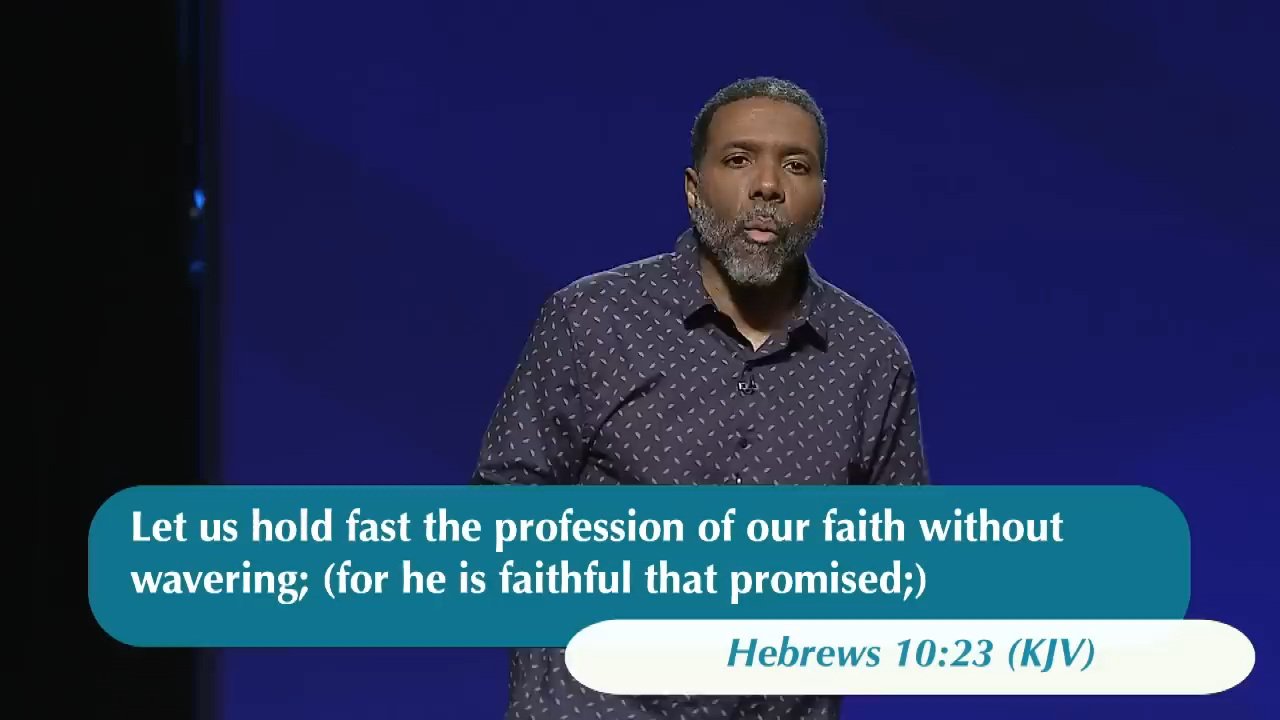 Let us hold fast the profession of our faith without
wavering; (for he is faithful that promised;)
Hebrews 10:23 (KJV)